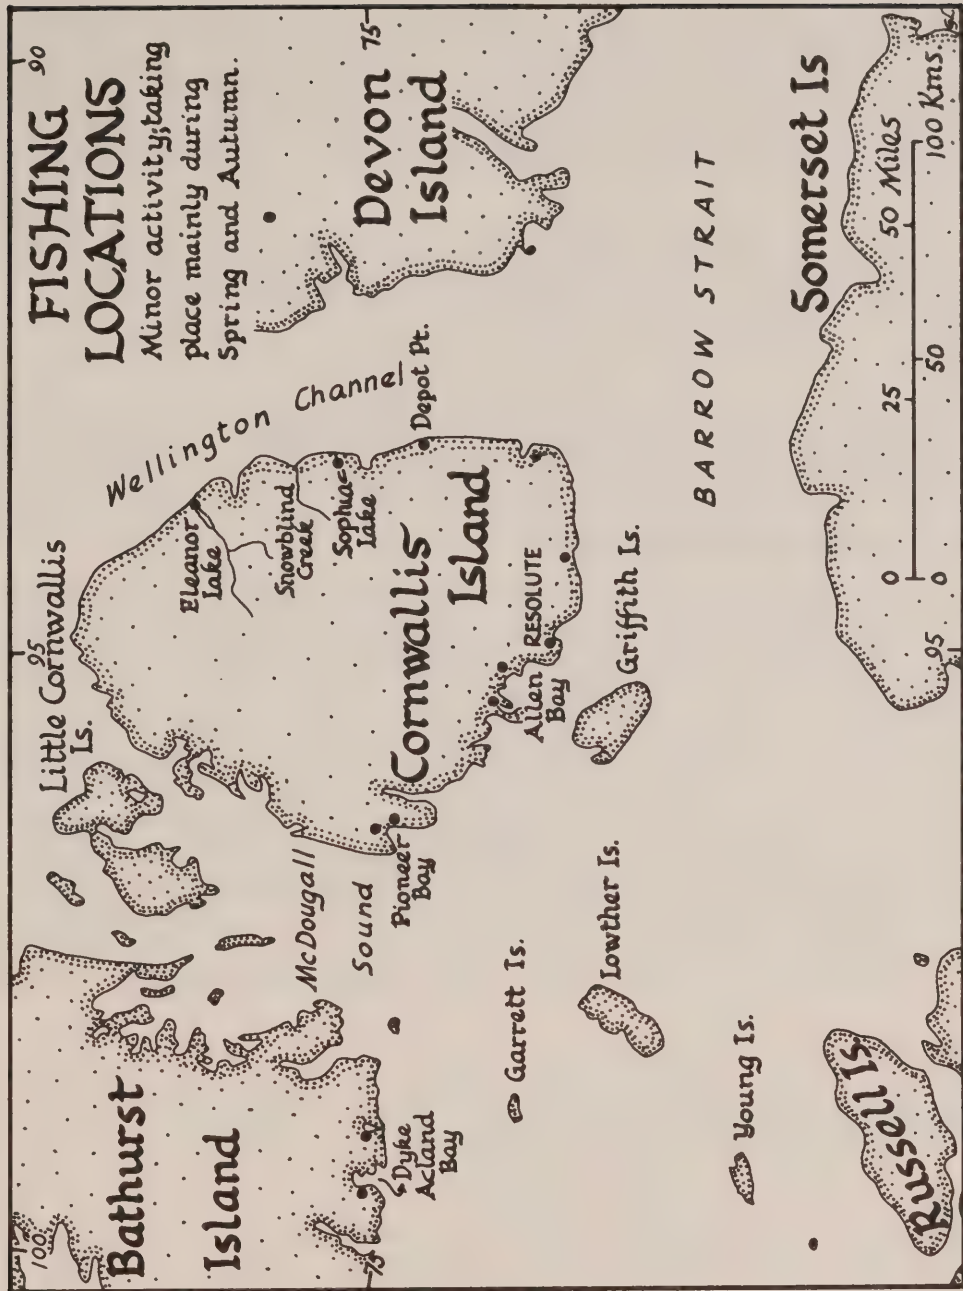 FISHING
LOCATIONS
Minor activity; taking
place mainly during
Spring and Autumn.
100
95
90
Bathurst
Island
Little Cornwallis
Is.
Wellington Channel
Eleanor
Lake
Snowblind
Creek
Sophia
Lake
Depot Pt.
Devon
Island
75
75
McDougall
Sound
Pioneer
Bay
Cornwallis
Island
Dyke
Acland
Bay
RESOLUTE
Allen
Bay
Griffith Is.
Garrett Is.
Lowther Is.
BARROW STRAIT
Young Is.
Russell Is.
Somerset Is
0 25 50 Miles
0 50 100 Kms.
95